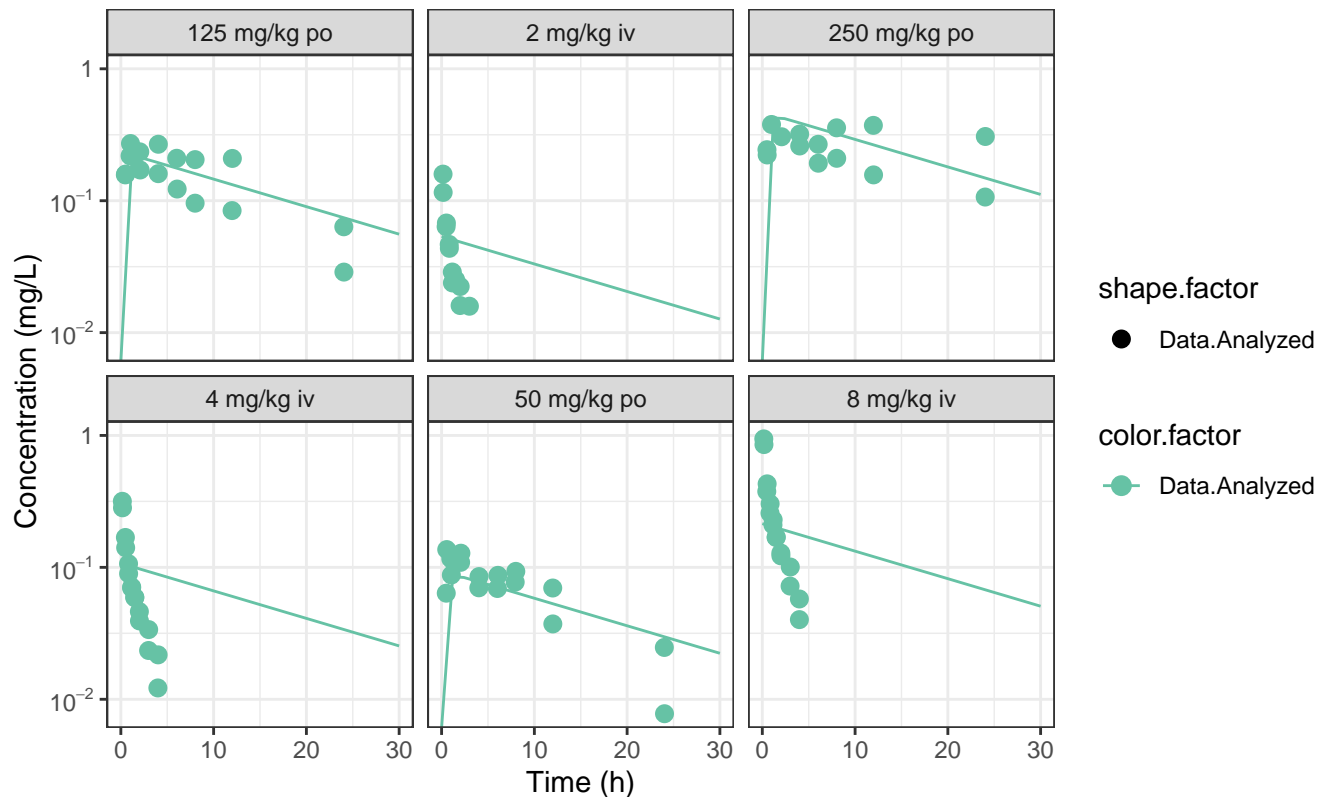 125 mg/kg po
2 mg/kg iv
250 mg/kg po
1
10⁻¹
10⁻²
4 mg/kg iv
50 mg/kg po
8 mg/kg iv
1
10⁻¹
10⁻²
0 10 20 30
0 10 20 30
0 10 20 30
Time (h)
Concentration (mg/L)
shape.factor
Data.Analyzed
color.factor
Data.Analyzed